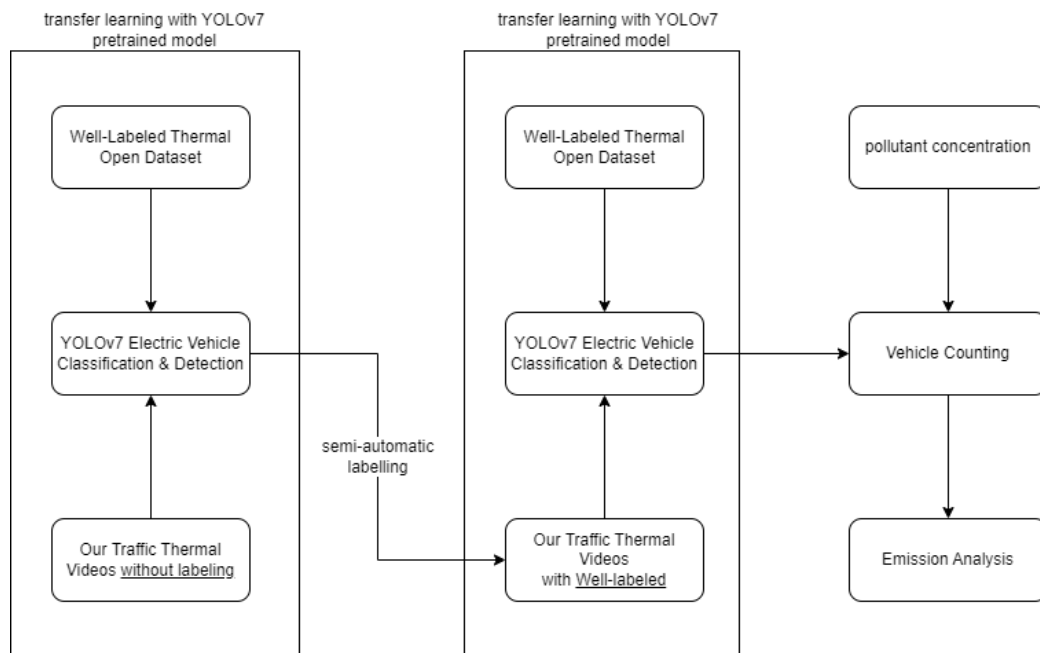 transfer learning with YOLOv7
pretrained model
Well-Labeled Thermal
Open Dataset
YOLOv7 Electric Vehicle
Classification & Detection
Our Traffic Thermal
Videos without labeling
semi-automatic
labelling
transfer learning with YOLOv7
pretrained model
Well-Labeled Thermal
Open Dataset
YOLOv7 Electric Vehicle
Classification & Detection
Our Traffic Thermal
Videos
with Well-labeled
pollutant concentration
Vehicle Counting
Emission Analysis